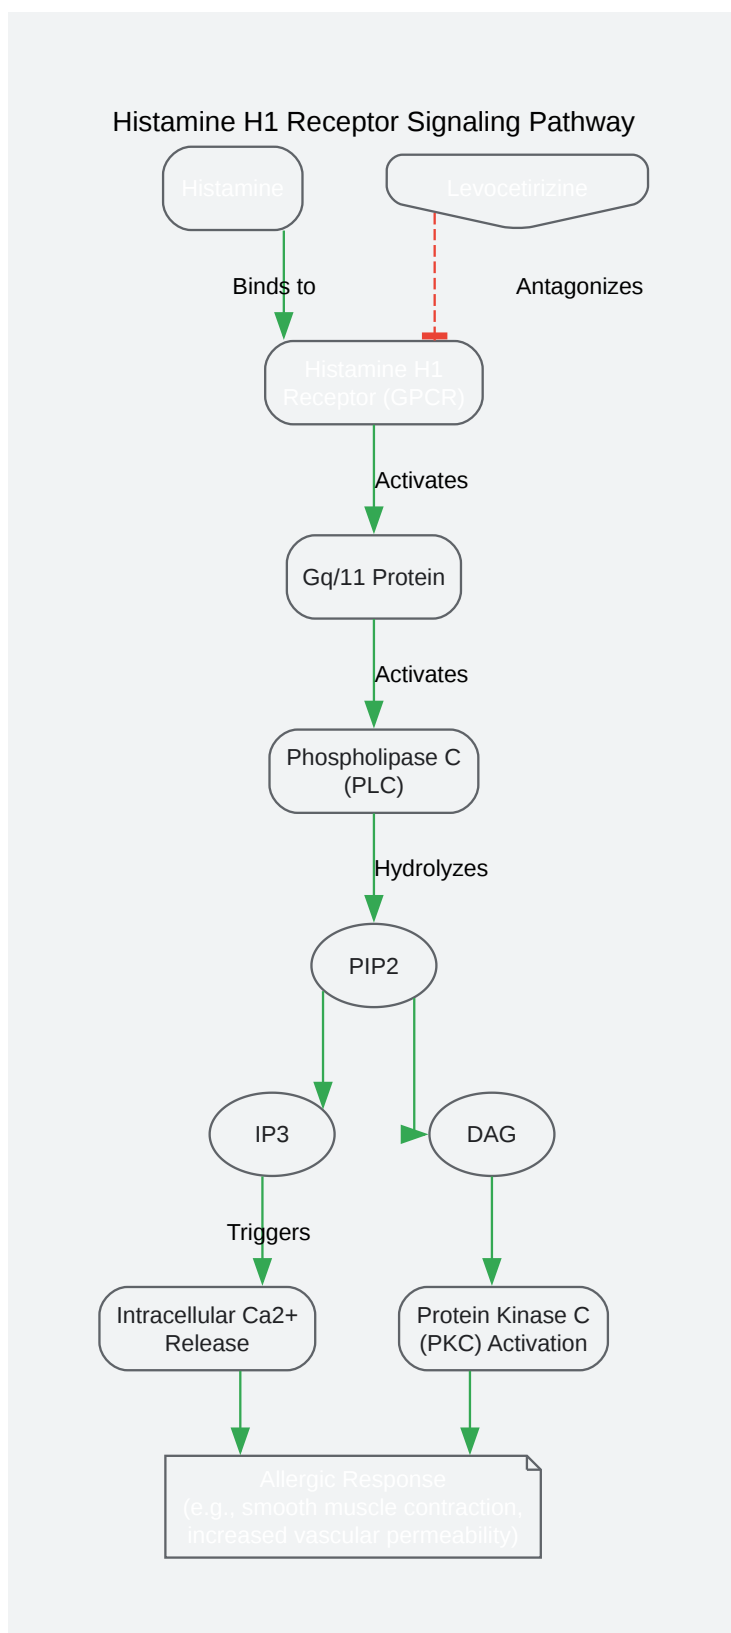 Histamine H1 Receptor Signaling Pathway
Histamine
Levocetirizine
Binds to
Antagonizes
Histamine H1
Receptor (GPCR)
Activates
Gq/11 Protein
Activates
Phospholipase C
(PLC)
Hydrolyzes
PIP2
IP3
DAG
Triggers
Intracellular Ca2+
Release
Protein Kinase C
(PKC) Activation
Allergic Response
(e.g., smooth muscle contraction,
increased vascular permeability)